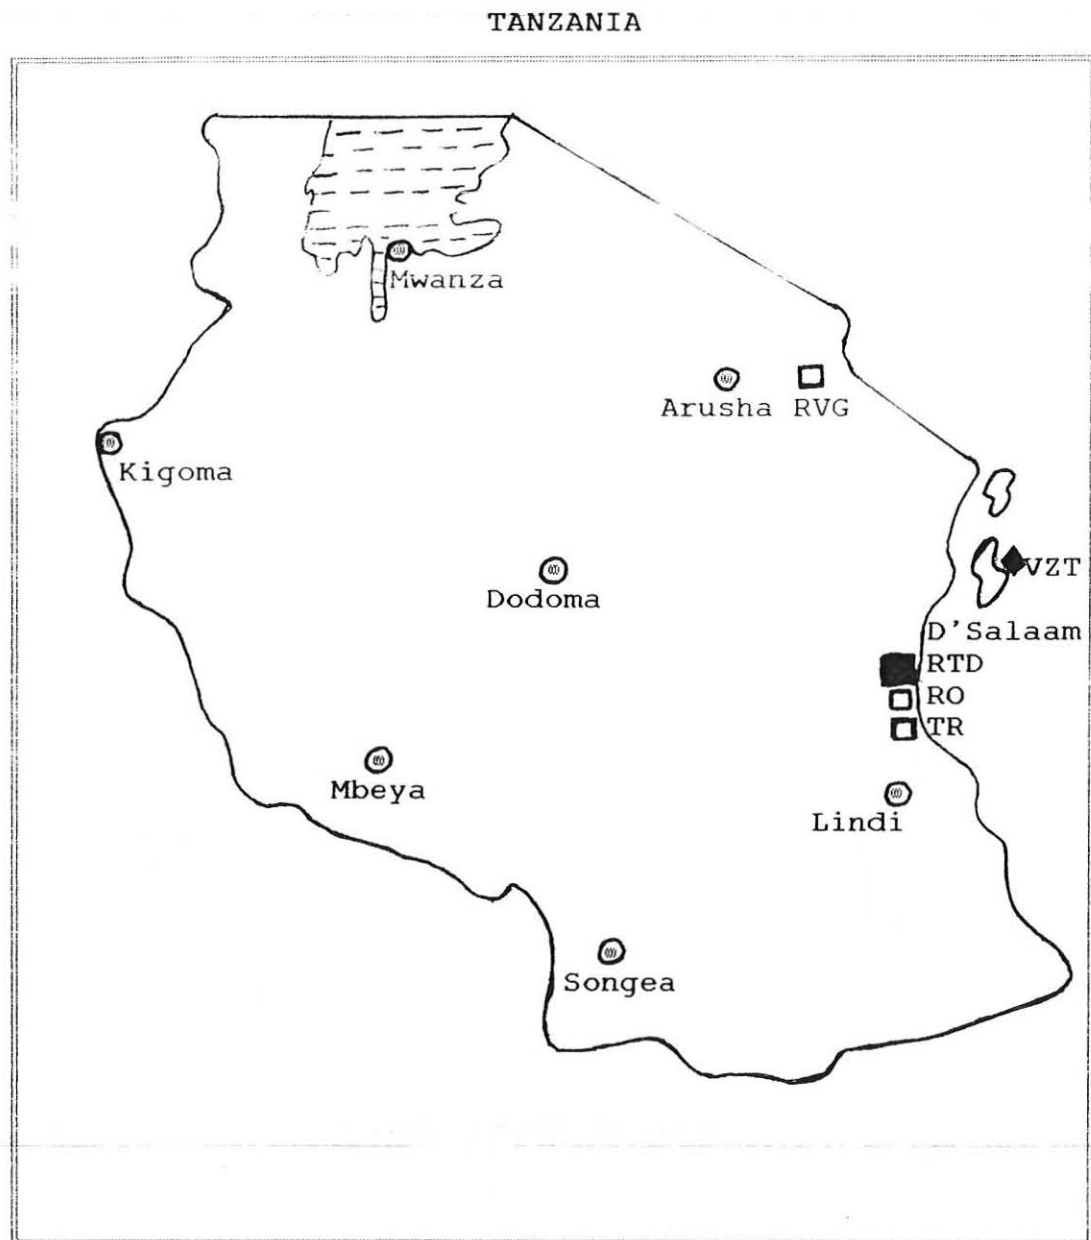 TANZANIA
Mwanza
Arusha RVG
Kigoma
Dodoma
VZT
D'Salaam
RTD
RO
TR
Mbeya
Lindi
Songea